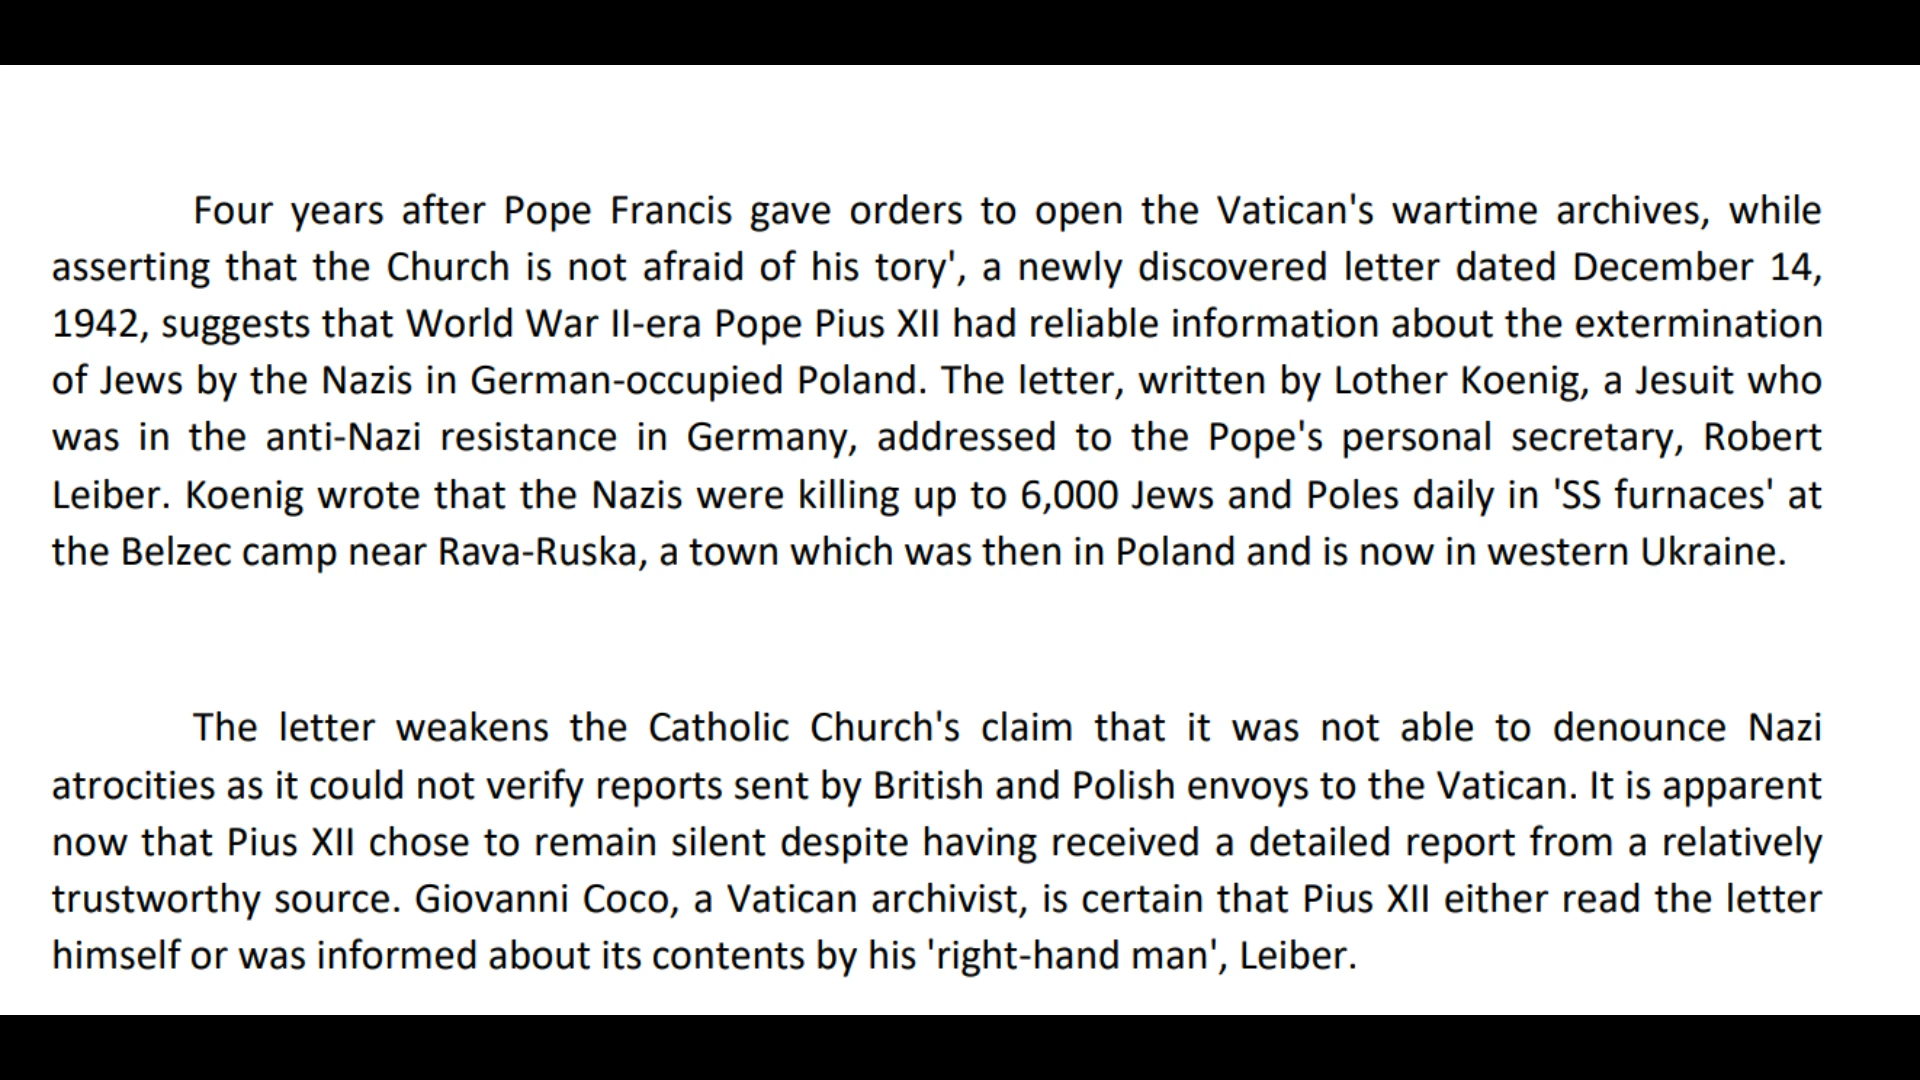 Four years after Pope Francis gave orders to open the Vatican's wartime archives, while
asserting that the Church is not afraid of his tory', a newly discovered letter dated December 14,
1942, suggests that World War II-era Pope Pius XII had reliable information about the extermination
of Jews by the Nazis in German-occupied Poland. The letter, written by Lother Koenig, a Jesuit who
was in the anti-Nazi resistance in Germany, addressed to the Pope's personal secretary, Robert
Leiber. Koenig wrote that the Nazis were killing up to 6,000 Jews and Poles daily in 'SS furnaces' at
the Belzec camp near Rava-Ruska, a town which was then in Poland and is now in western Ukraine.
The letter weakens the Catholic Church's claim that it was not able to denounce Nazi
atrocities as it could not verify reports sent by British and Polish envoys to the Vatican. It is apparent
now that Pius XII chose to remain silent despite having received a detailed report from a relatively
trustworthy source. Giovanni Coco, a Vatican archivist, is certain that Pius XII either read the letter
himself or was informed about its contents by his 'right-hand man', Leiber.